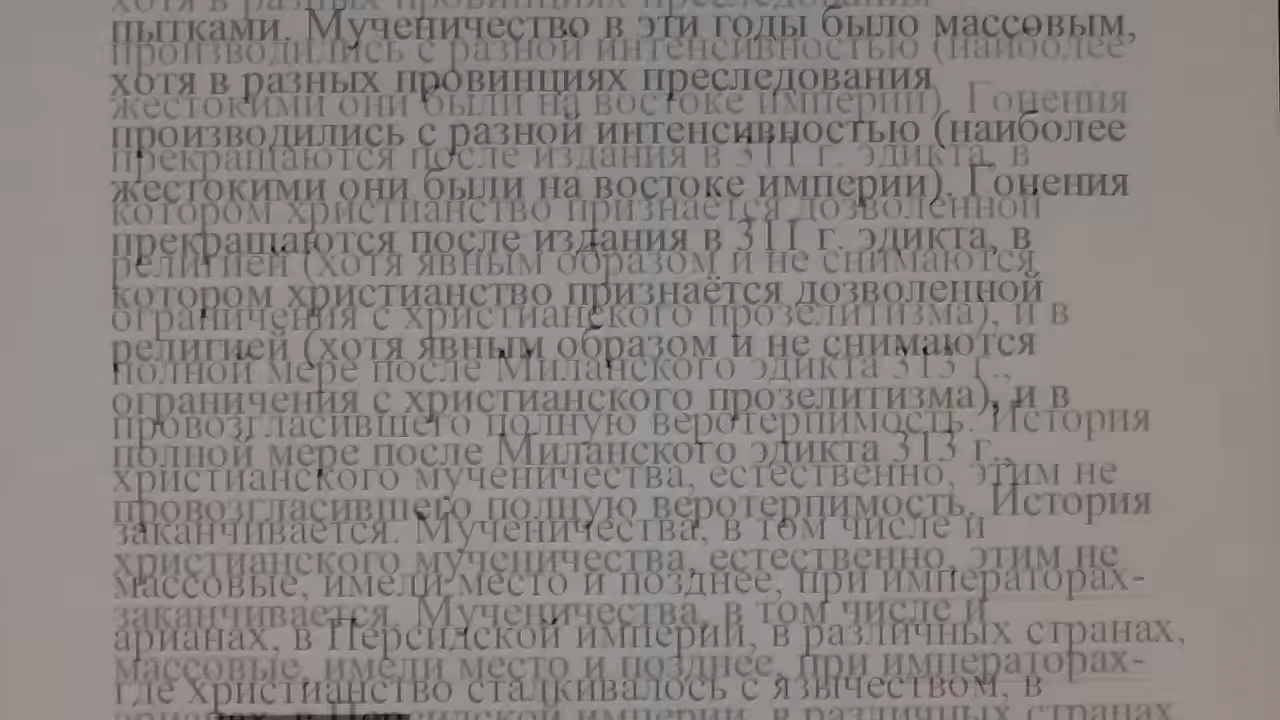 пытками. Мученичество в эти годы было массовым,
хотя в разных провинциях преследования
производились с разной интенсивностью (наиболее
жестокими они были на востоке империи). Гонения
прекращаются после издания в 311 г. эдикта, в
котором христианство признаётся дозволенной
религией (хотя явным образом и не снимаются
ограничения с христианского прозелитизма), и в
полной мере после Миланского эдикта 313 г.,
провозгласившего полную веротерпимость. История
христианского мученичества, естественно, этим не
заканчивается. Мученичества, в том числе и
массовые, имели место и позднее, при императорах-
арианах, в Персидской империи, в различных странах,
где христианство сталкивалось с язычеством, в